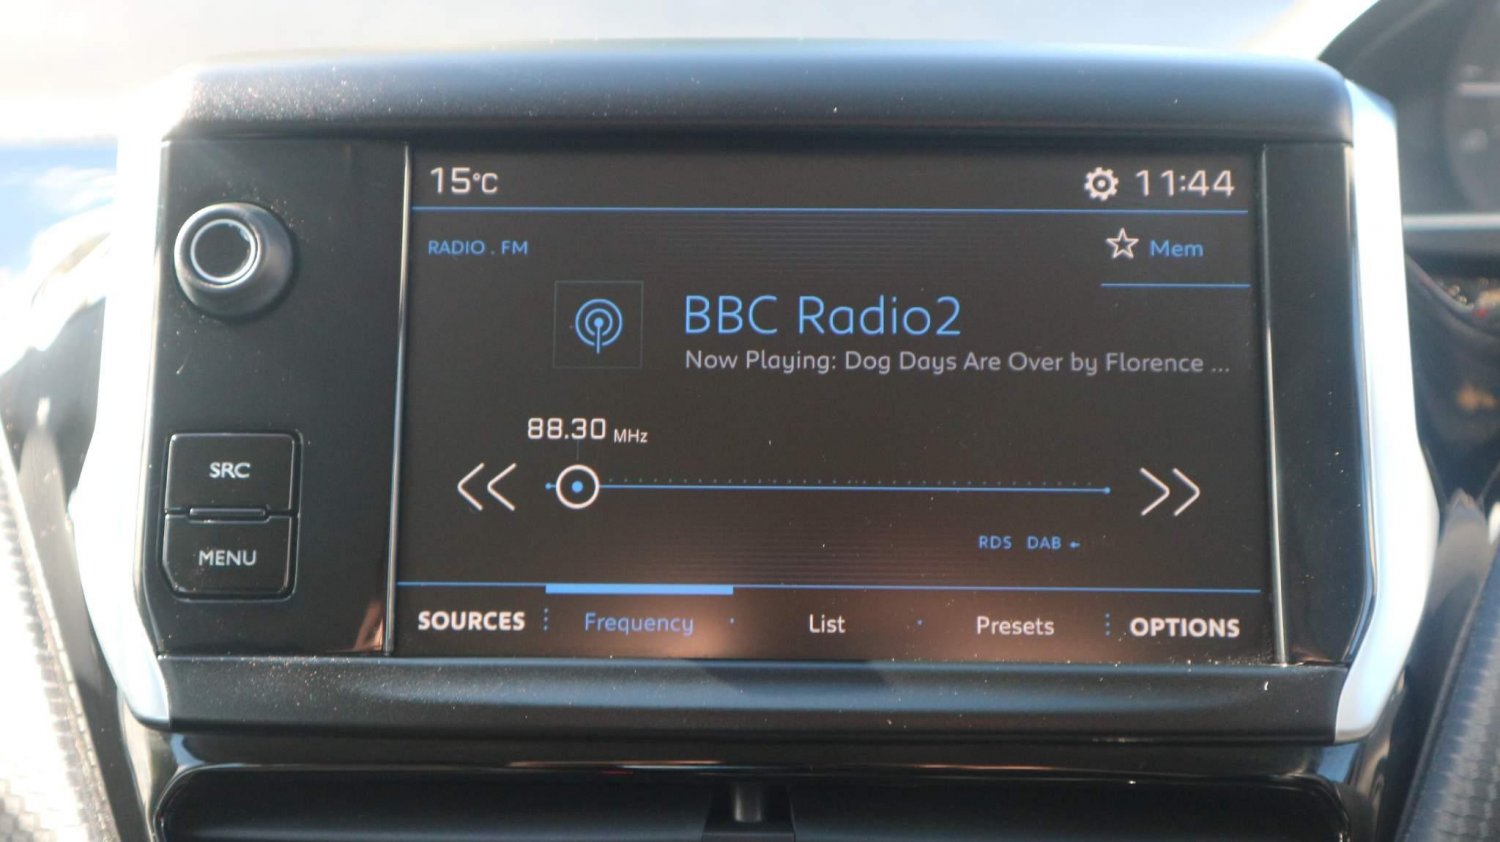 15°C 11:44
RADIO . FM Mem
BBC Radio2
Now Playing: Dog Days Are Over by Florence ...
88.30 MHz
SRC
RDS DAB
MENU
SOURCES Frequency List Presets OPTIONS